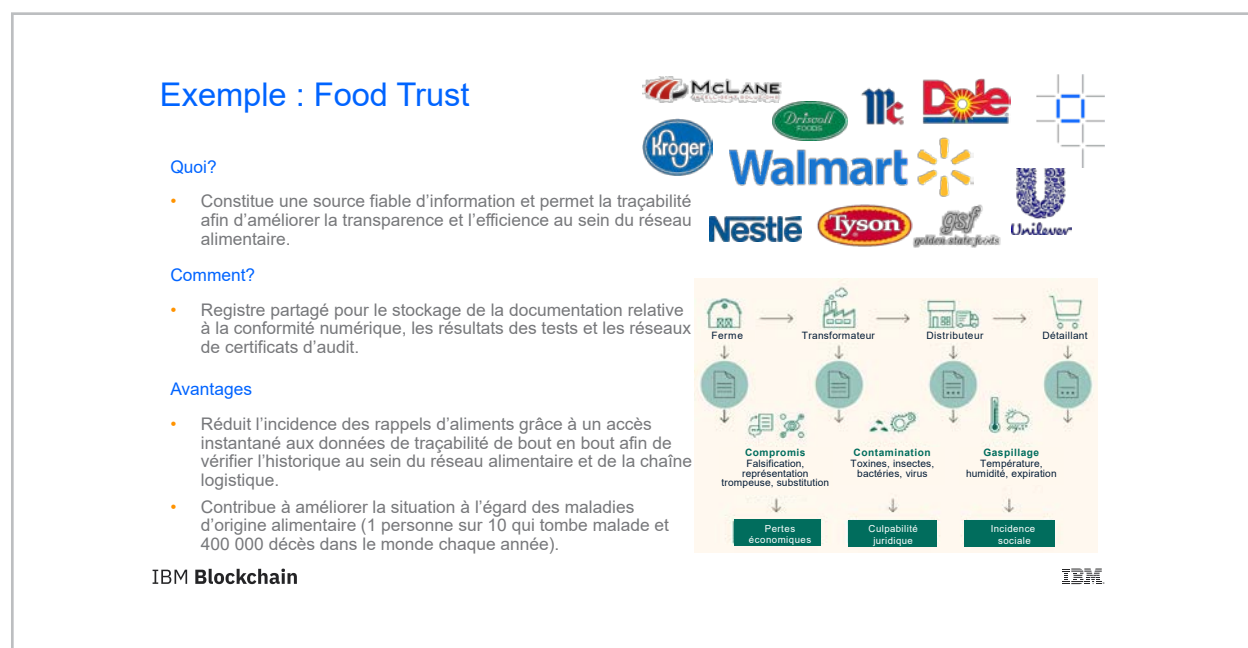 Exemple : Food Trust
Quoi?
• Constitue une source fiable d’information et permet la traçabilité
afin d’améliorer la transparence et l’efficience au sein du réseau
alimentaire.
Comment?
• Registre partagé pour le stockage de la documentation relative
à la conformité numérique, les résultats des tests et les réseaux
de certificats d’audit.
Avantages
• Réduit l’incidence des rappels d’aliments grâce à un accès
instantané aux données de traçabilité de bout en bout afin de
vérifier l’historique au sein du réseau alimentaire et de la chaîne
logistique.
• Contribue à améliorer la situation à l’égard des maladies
d’origine alimentaire (1 personne sur 10 qui tombe malade et
400 000 décès dans le monde chaque année).
McLANE
Driscoll
FOODS
mc
Dole
Kroger
Walmart
Nestlé
Tyson
gsf
golden state foods
Unilever
Ferme
Transformateur
Distributeur
Détaillant
Compromis
Falsification,
représentation
trompeuse, substitution
Contamination
Toxines, insectes,
bactéries, virus
Gaspillage
Température,
humidité, expiration
Pertes
économiques
Culpabilité
juridique
Incidence
sociale
IBM Blockchain
IBM